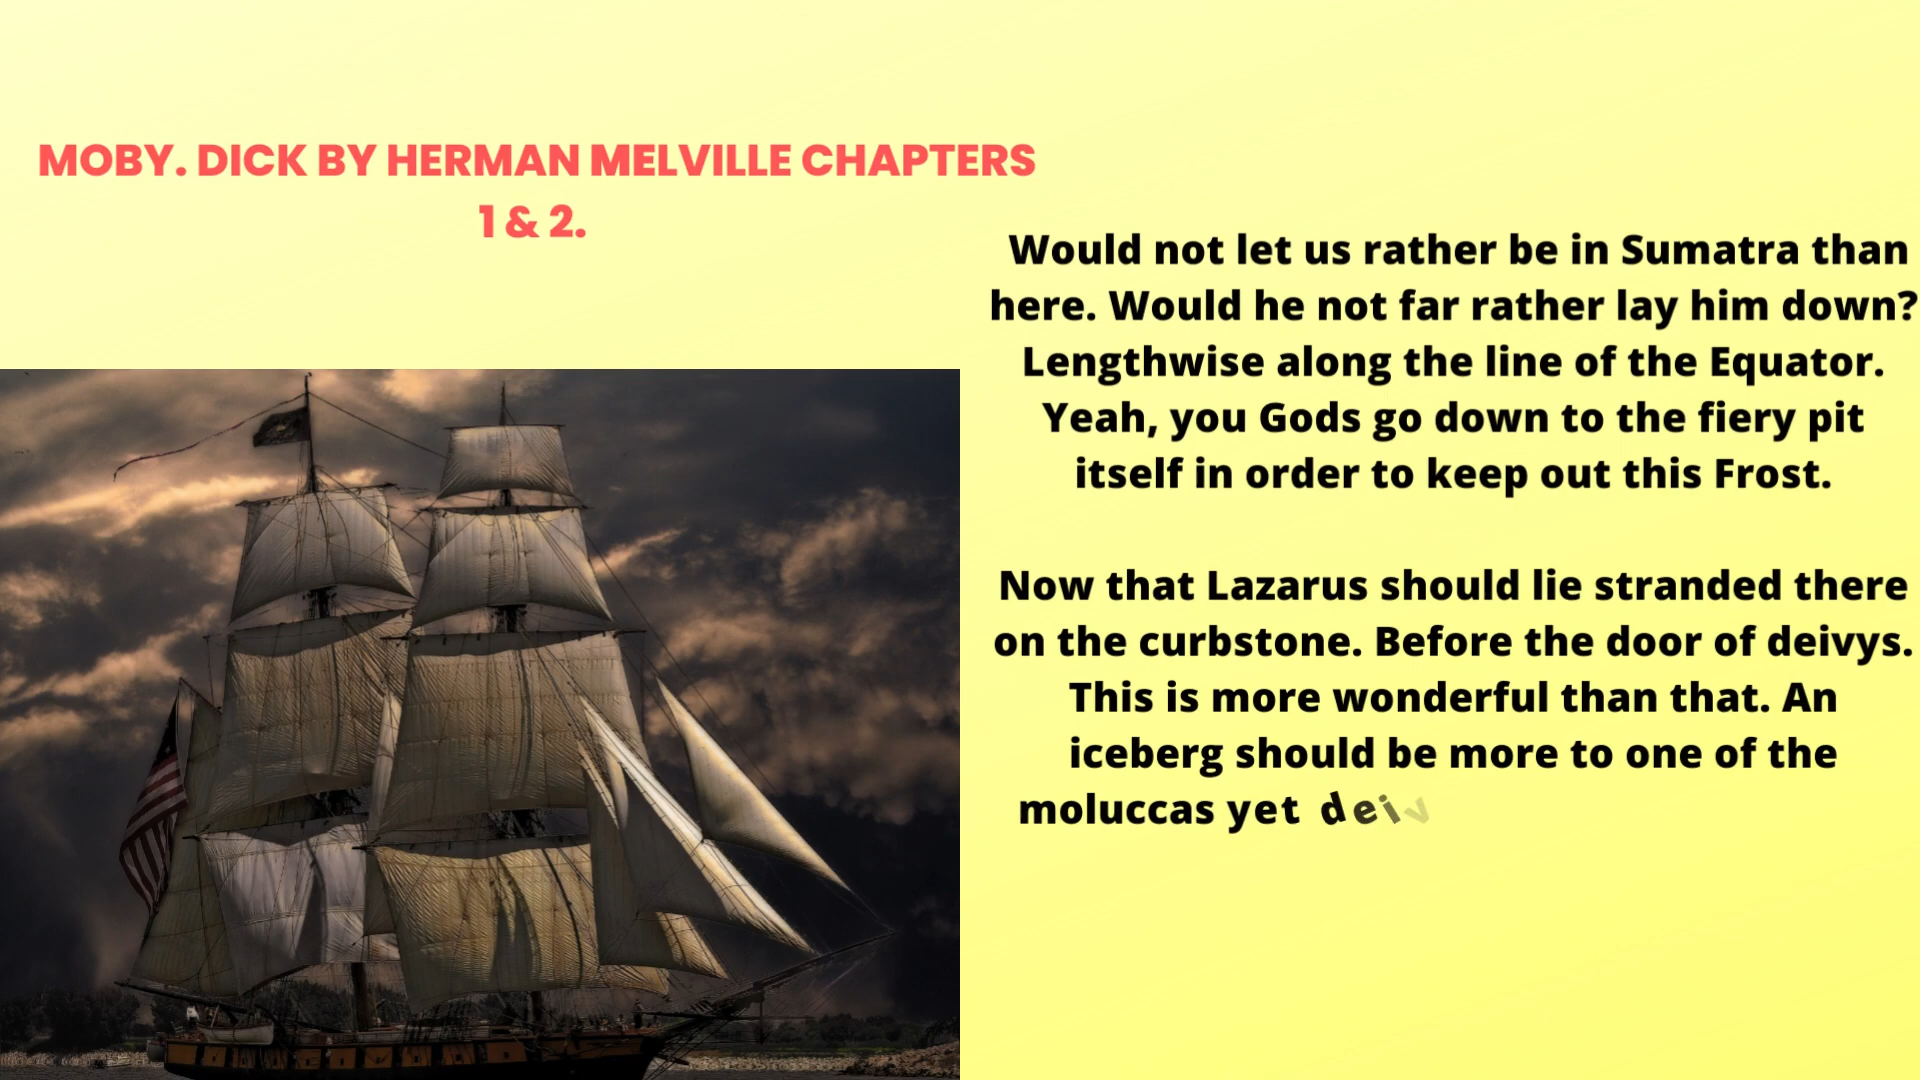 MOBY. DICK BY HERMAN MELVILLE CHAPTERS
1 & 2.
Would not let us rather be in Sumatra than
here. Would he not far rather lay him down?
Lengthwise along the line of the Equator.
Yeah, you Gods go down to the fiery pit
itself in order to keep out this Frost.
Now that Lazarus should lie stranded there
on the curbstone. Before the door of deivys.
This is more wonderful than that. An
iceberg should be more to one of the
moluccas yet deiv